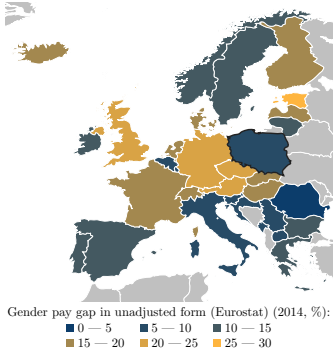 Gender pay gap in unadjusted form (Eurostat) (2014, %):
0 — 5 5 — 10 10 — 15
15 — 20 20 — 25 25 — 30